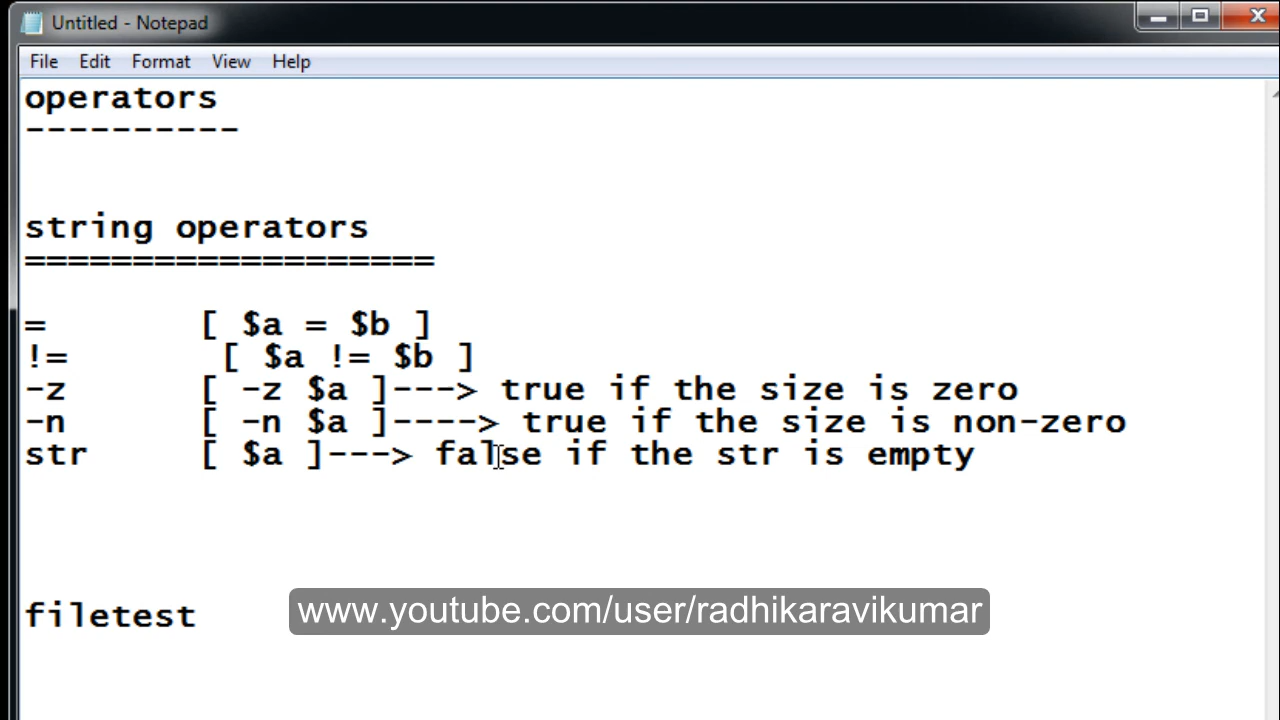 Untitled - Notepad
File Edit Format View Help
operators
----------
string operators
===================
= [ $a = $b ]
!= [ $a != $b ]
-z [ -z $a ]---> true if the size is zero
-n [ -n $a ]----> true if the size is non-zero
str [ $a ]---> false if the str is empty
filetest
www.youtube.com/user/radhikaravikumar